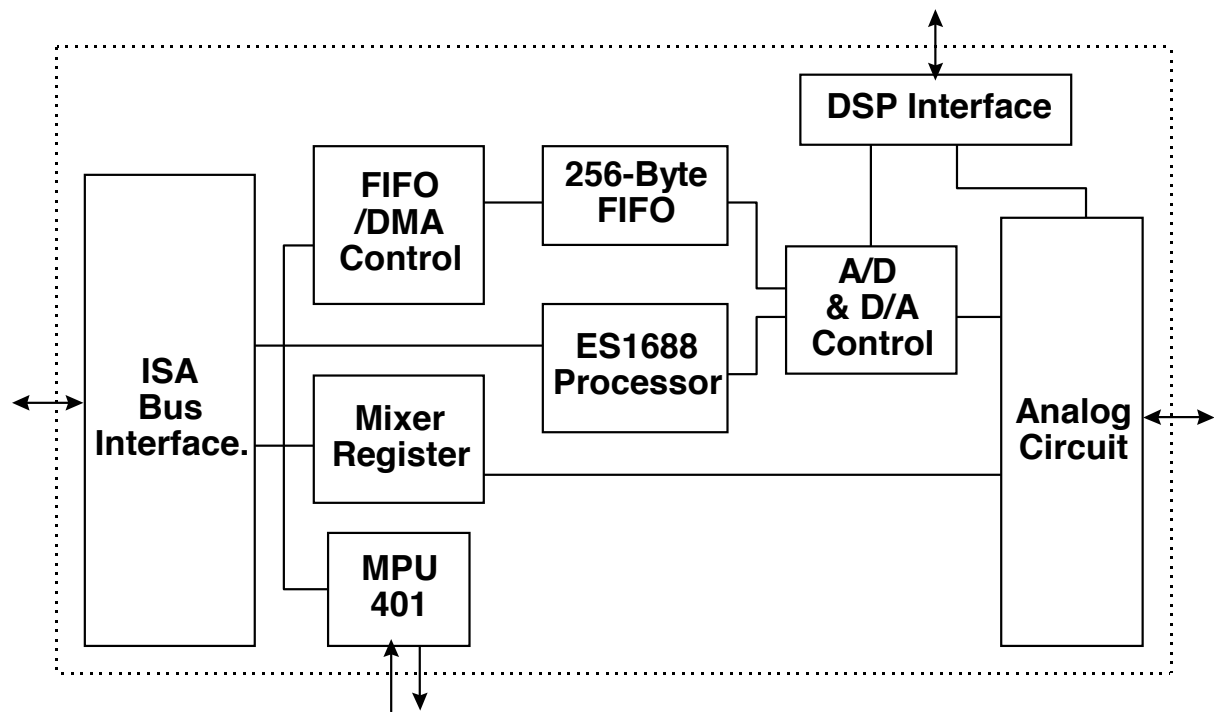 DSP Interface
FIFO
/DMA
Control
256-Byte
FIFO
A/D
& D/A
Control
ES1688
Processor
ISA
Bus
Interface.
Mixer
Register
Analog
Circuit
MPU
401